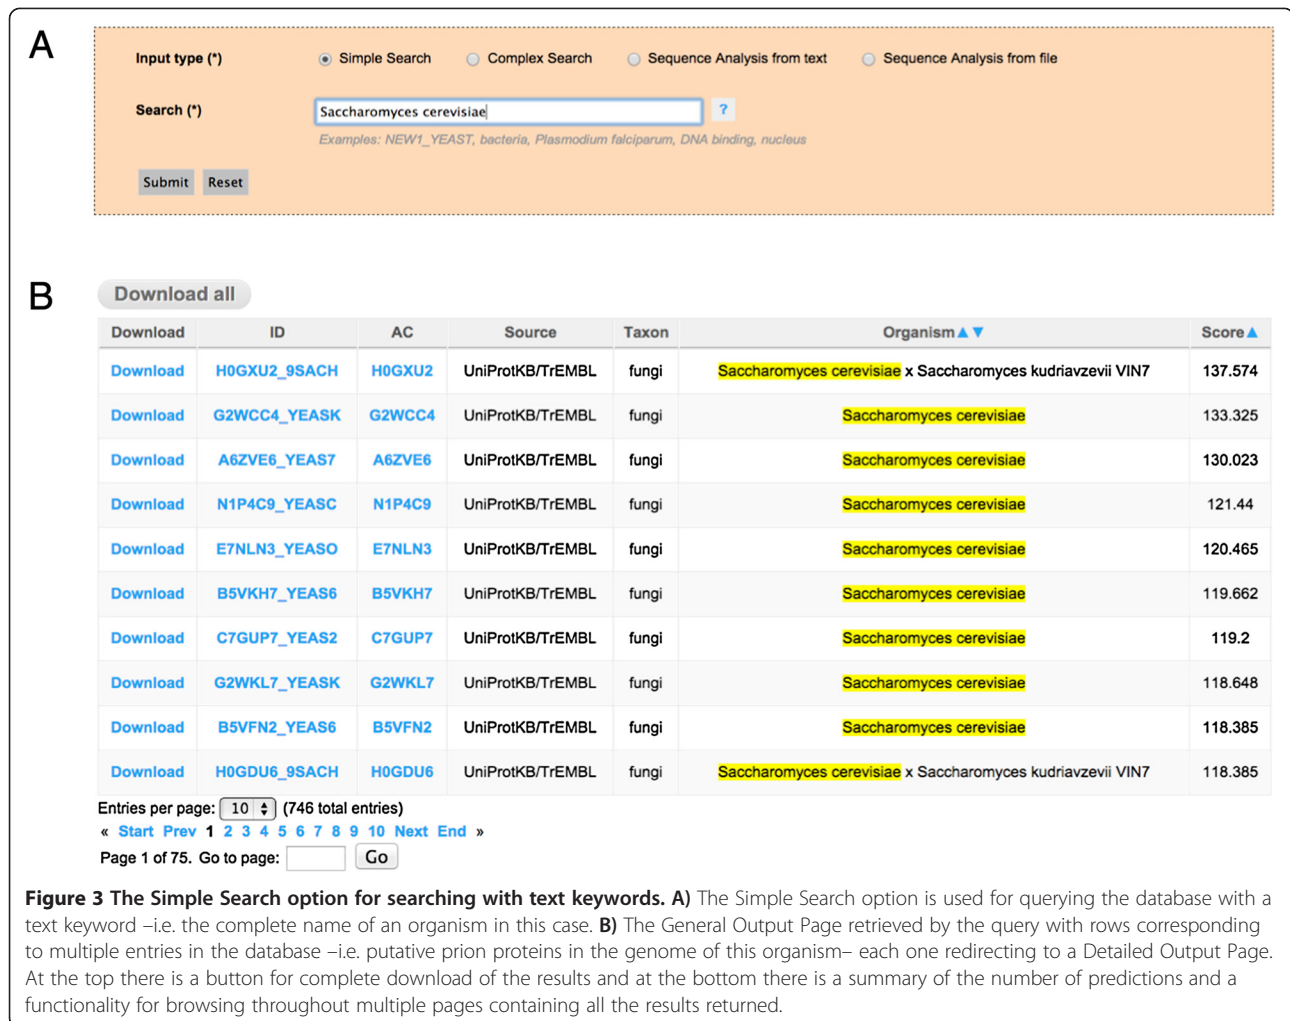 A
Input type (*) Simple Search Complex Search Sequence Analysis from text Sequence Analysis from file
Search (*) Saccharomyces cerevisiae ?
Examples: NEW1_YEAST, bacteria, Plasmodium falciparum, DNA binding, nucleus
Submit Reset
B
Download all
Download ID AC Source Taxon Organism▲▼ Score▲
Download H0GXU2_9SACH H0GXU2 UniProtKB/TrEMBL fungi Saccharomyces cerevisiae x Saccharomyces kudriavzevii VIN7 137.574
Download G2WCC4_YEASK G2WCC4 UniProtKB/TrEMBL fungi Saccharomyces cerevisiae 133.325
Download A6ZVE6_YEAS7 A6ZVE6 UniProtKB/TrEMBL fungi Saccharomyces cerevisiae 130.023
Download N1P4C9_YEASC N1P4C9 UniProtKB/TrEMBL fungi Saccharomyces cerevisiae 121.44
Download E7NLN3_YEASO E7NLN3 UniProtKB/TrEMBL fungi Saccharomyces cerevisiae 120.465
Download B5VKH7_YEAS6 B5VKH7 UniProtKB/TrEMBL fungi Saccharomyces cerevisiae 119.662
Download C7GUP7_YEAS2 C7GUP7 UniProtKB/TrEMBL fungi Saccharomyces cerevisiae 119.2
Download G2WKL7_YEASK G2WKL7 UniProtKB/TrEMBL fungi Saccharomyces cerevisiae 118.648
Download B5VFN2_YEAS6 B5VFN2 UniProtKB/TrEMBL fungi Saccharomyces cerevisiae 118.385
Download H0GDU6_9SACH H0GDU6 UniProtKB/TrEMBL fungi Saccharomyces cerevisiae x Saccharomyces kudriavzevii VIN7 118.385
Entries per page: 10 (746 total entries)
« Start Prev 1 2 3 4 5 6 7 8 9 10 Next End »
Page 1 of 75. Go to page: Go
Figure 3 The Simple Search option for searching with text keywords. A) The Simple Search option is used for querying the database with a
text keyword –i.e. the complete name of an organism in this case. B) The General Output Page retrieved by the query with rows corresponding
to multiple entries in the database –i.e. putative prion proteins in the genome of this organism– each one redirecting to a Detailed Output Page.
At the top there is a button for complete download of the results and at the bottom there is a summary of the number of predictions and a
functionality for browsing throughout multiple pages containing all the results returned.